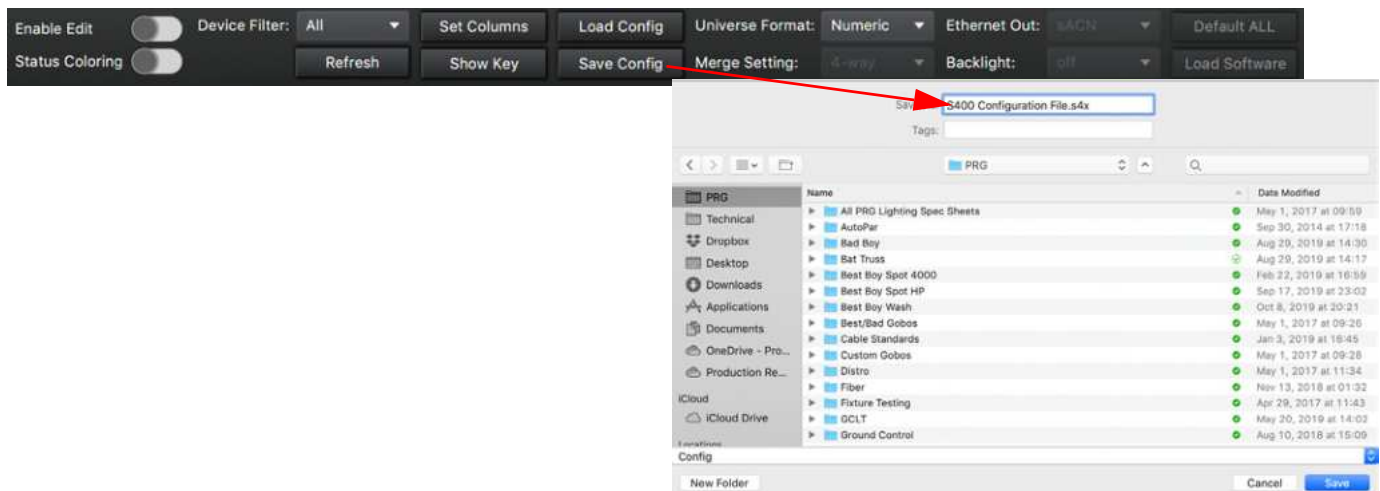 Enable Edit Device Filter: All Set Columns Load Config Universe Format: Numeric Ethernet Out: sACN Default ALL
Status Coloring Refresh Show Key Save Config Merge Setting: 4-way Backlight: off Load Software
S400 Configuration File.s4x
Tags:
PRG
PRG Name Date Modified
Technical All PRG Lighting Spec Sheets May 1, 2017 at 09:59
AutoPar Sep 30, 2014 at 17:18
Dropbox Bad Boy Aug 29, 2019 at 14:30
Desktop Bat Truss Aug 29, 2019 at 14:17
Best Boy Spot 4000 Feb 22, 2019 at 16:59
Downloads Best Boy Spot HP Sep 17, 2019 at 23:02
Applications Best Boy Wash Oct 8, 2019 at 20:21
Documents Best/Bad Gobos May 1, 2017 at 09:26
Cable Standards Jan 3, 2019 at 16:45
OneDrive - Pro... Custom Gobos May 1, 2017 at 09:28
Production Re... Distro May 1, 2017 at 11:34
Fiber Nov 13, 2018 at 01:32
iCloud Fixture Testing Apr 29, 2017 at 11:43
iCloud Drive GCLT May 20, 2019 at 14:02
Ground Control Aug 10, 2018 at 15:09
Locations
Config
New Folder Cancel Save